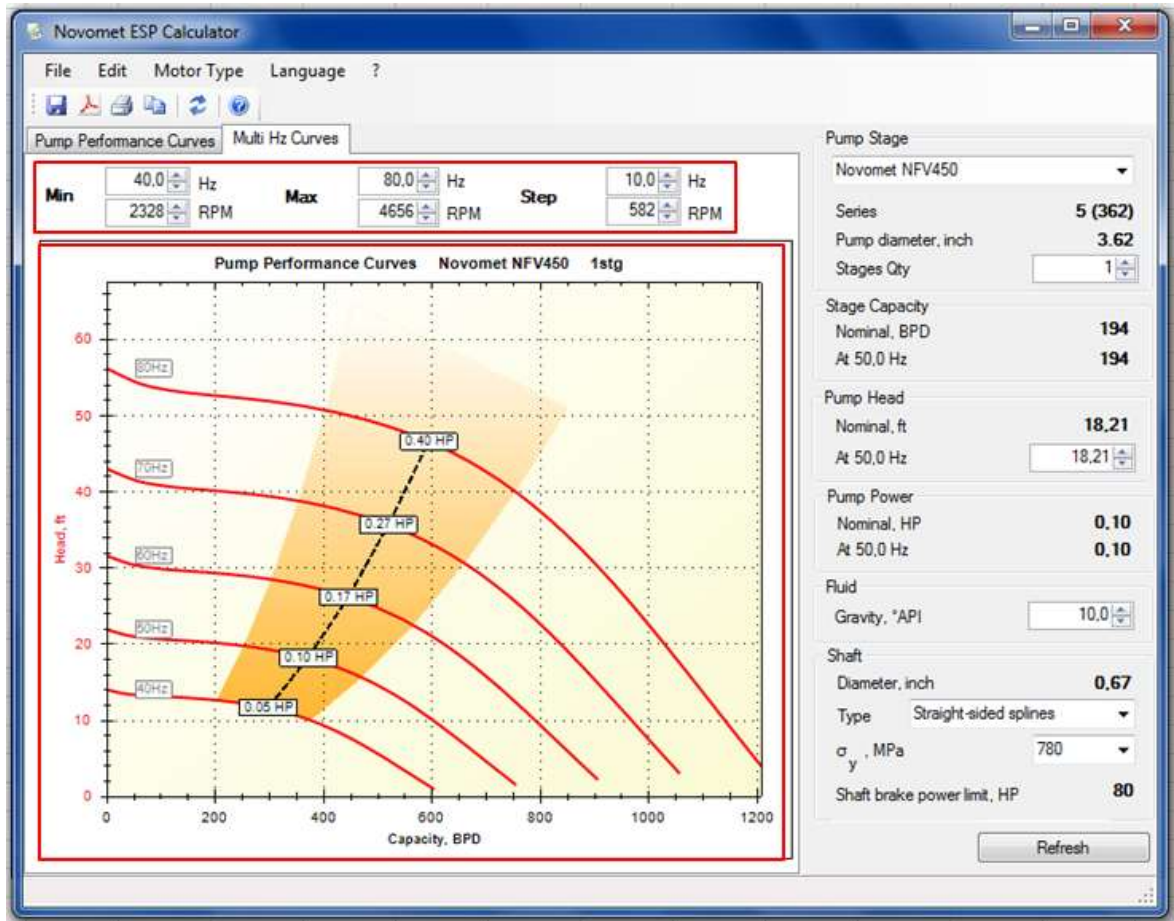 Novomet ESP Calculator
File Edit Motor Type Language ?
Pump Performance Curves Multi Hz Curves
Min 40,0 Hz Max 80,0 Hz Step 10,0 Hz
2328 RPM 4656 RPM 582 RPM
Pump Performance Curves Novomet NFV450 1stg
60
80Hz
50
0.40 HP
70Hz
40
0.27 HP
Head, ft
60Hz
30
0.17 HP
50Hz
20
0.10 HP
40Hz
0.05 HP
10
0
0 200 400 600 800 1000 1200
Capacity, BPD
Pump Stage
Novomet NFV450
Series 5 (362)
Pump diameter, inch 3.62
Stages Qty 1
Stage Capacity
Nominal, BPD 194
At 50,0 Hz 194
Pump Head
Nominal, ft 18,21
At 50,0 Hz 18,21
Pump Power
Nominal, HP 0,10
At 50,0 Hz 0,10
Fluid
Gravity, °API 10,0
Shaft
Diameter, inch 0,67
Type Straight-sided splines
σy , MPa 780
Shaft brake power limit, HP 80
Refresh